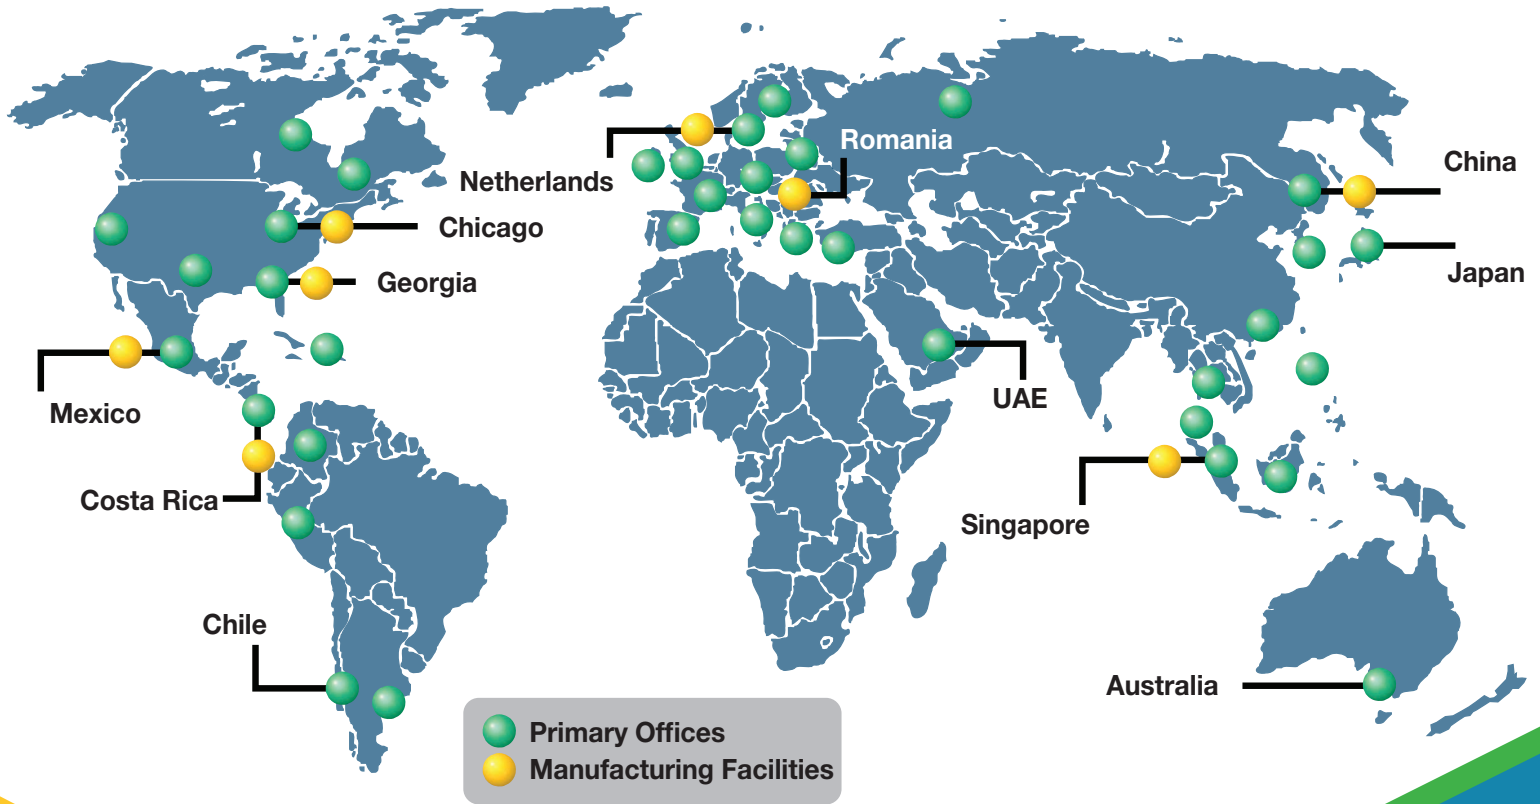 Romania
China
Netherlands
Chicago
Japan
Georgia
UAE
Mexico
Costa Rica
Singapore
Chile
Australia
Primary Offices
Manufacturing Facilities